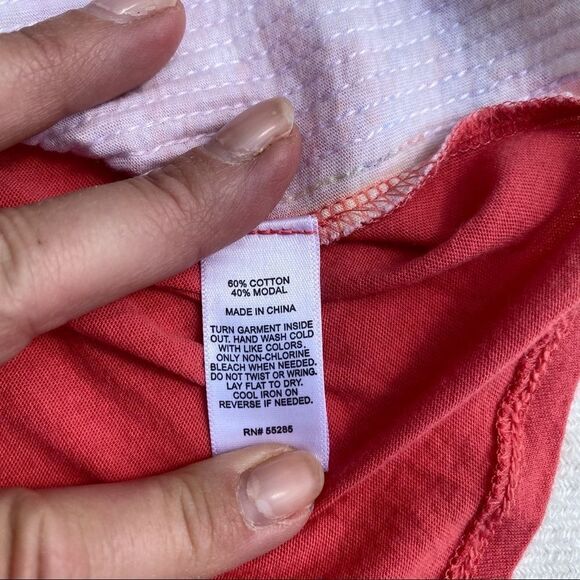 60% COTTON
40% MODAL
MADE IN CHINA
TURN GARMENT INSIDE
OUT. HAND WASH COLD
WITH LIKE COLORS.
ONLY NON-CHLORINE
BLEACH WHEN NEEDED.
DO NOT TWIST OR WRING.
LAY FLAT TO DRY.
COOL IRON ON
REVERSE IF NEEDED.
RN# 55285